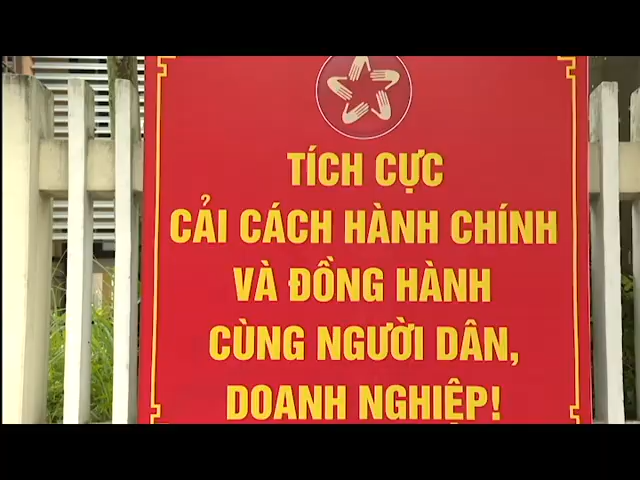 TÍCH CỰC
CẢI CÁCH HÀNH CHÍNH
VÀ ĐỒNG HÀNH
CÙNG NGƯỜI DÂN,
DOANH NGHIỆP!